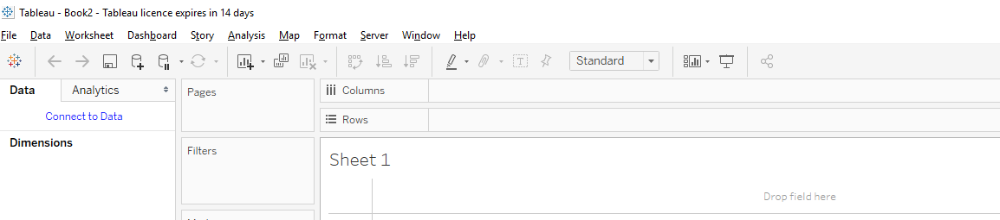 Tableau - Book2 - Tableau licence expires in 14 days
File Data Worksheet Dashboard Story Analysis Map Format Server Window Help
Standard
Data Analytics
Pages
Columns
Connect to Data
Rows
Dimensions
Filters
Sheet 1
Drop field here